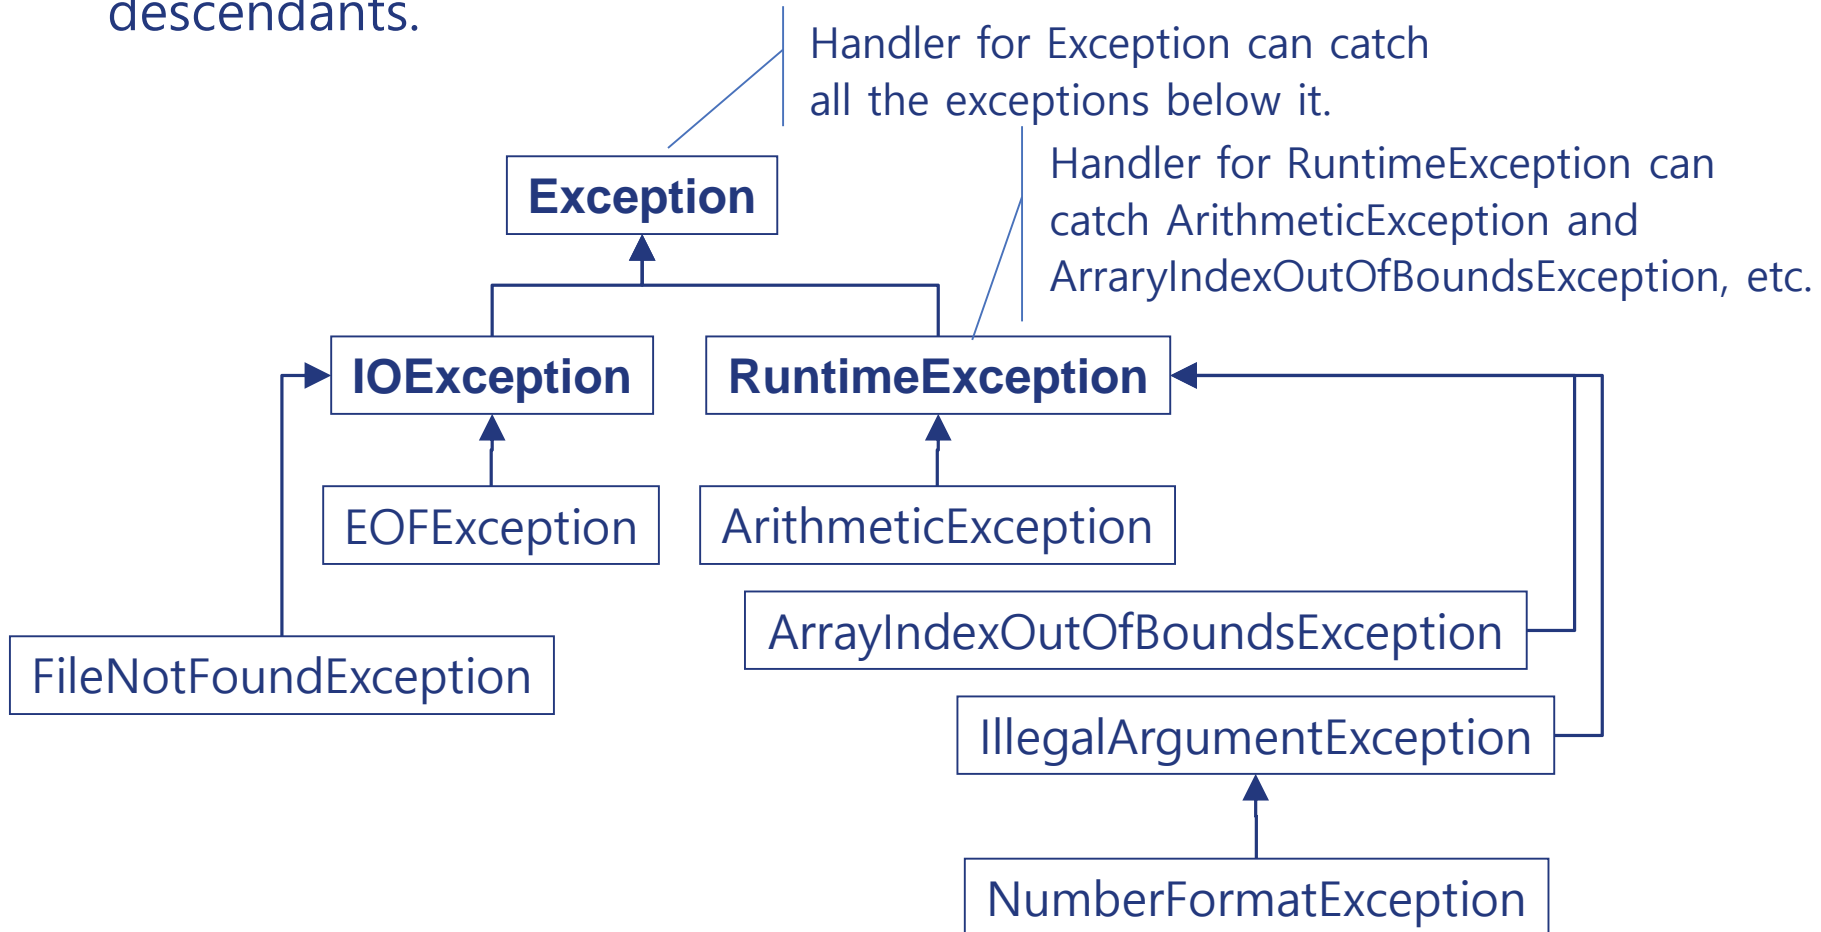 descendants.
Handler for Exception can catch
all the exceptions below it.
Handler for RuntimeException can
catch ArithmeticException and
ArraryIndexOutOfBoundsException, etc.
Exception
IOException
RuntimeException
EOFException
ArithmeticException
ArrayIndexOutOfBoundsException
FileNotFoundException
IllegalArgumentException
NumberFormatException